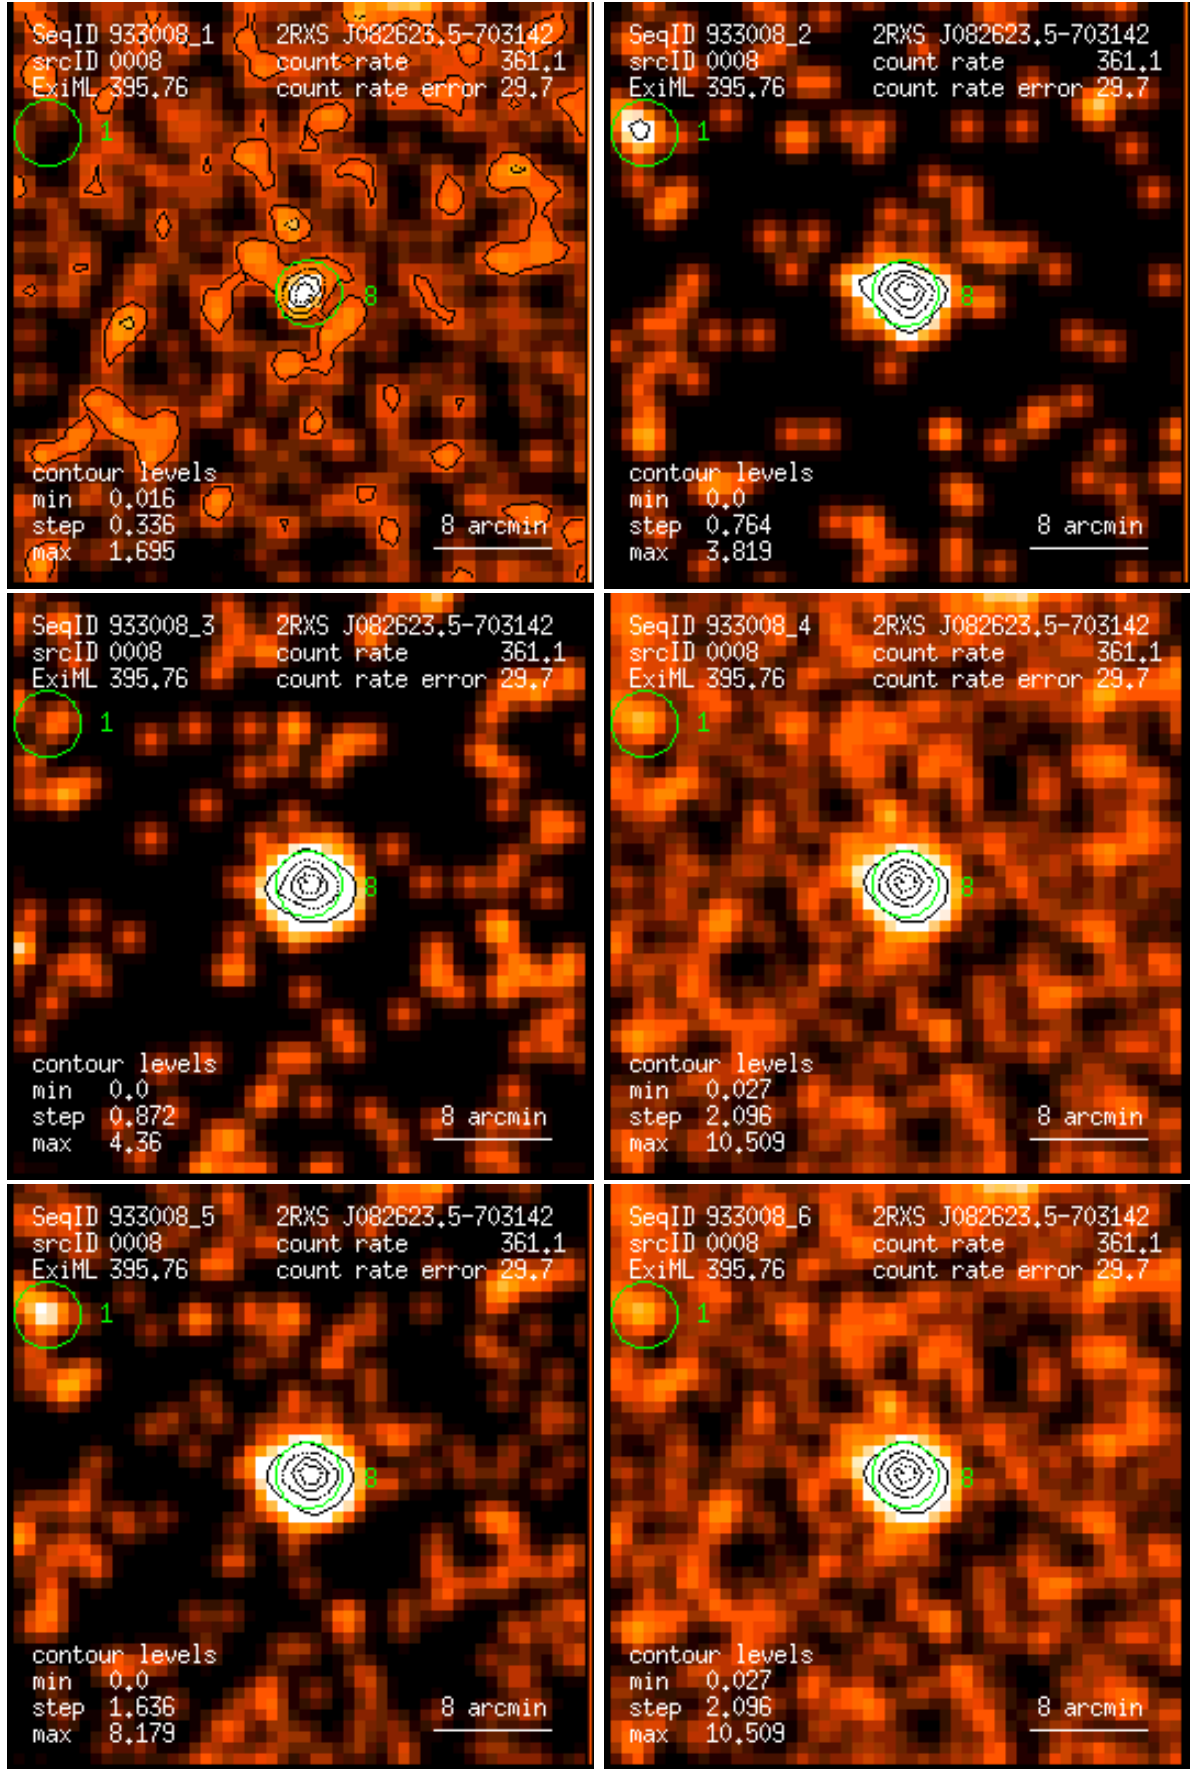 SeqID 933008_1 2RXS J082623.5-703142
srcID 0008 count rate 361.1
ExiML 395.76 count rate error 29.7
1
8
contour levels
min 0.016
step 0.336 8 arcmin
max 1.695
SeqID 933008_2 2RXS J082623.5-703142
srcID 0008 count rate 361.1
ExiML 395.76 count rate error 29.7
1
8
contour levels
min 0.0
step 0.764 8 arcmin
max 3.819
SeqID 933008_3 2RXS J082623.5-703142
srcID 0008 count rate 361.1
ExiML 395.76 count rate error 29.7
1
8
contour levels
min 0.0
step 0.872 8 arcmin
max 4.36
SeqID 933008_4 2RXS J082623.5-703142
srcID 0008 count rate 361.1
ExiML 395.76 count rate error 29.7
1
8
contour levels
min 0.027
step 2.096 8 arcmin
max 10.509
SeqID 933008_5 2RXS J082623.5-703142
srcID 0008 count rate 361.1
ExiML 395.76 count rate error 29.7
1
8
contour levels
min 0.0
step 1.636 8 arcmin
max 8.179
SeqID 933008_6 2RXS J082623.5-703142
srcID 0008 count rate 361.1
ExiML 395.76 count rate error 29.7
1
8
contour levels
min 0.027
step 2.096 8 arcmin
max 10.509